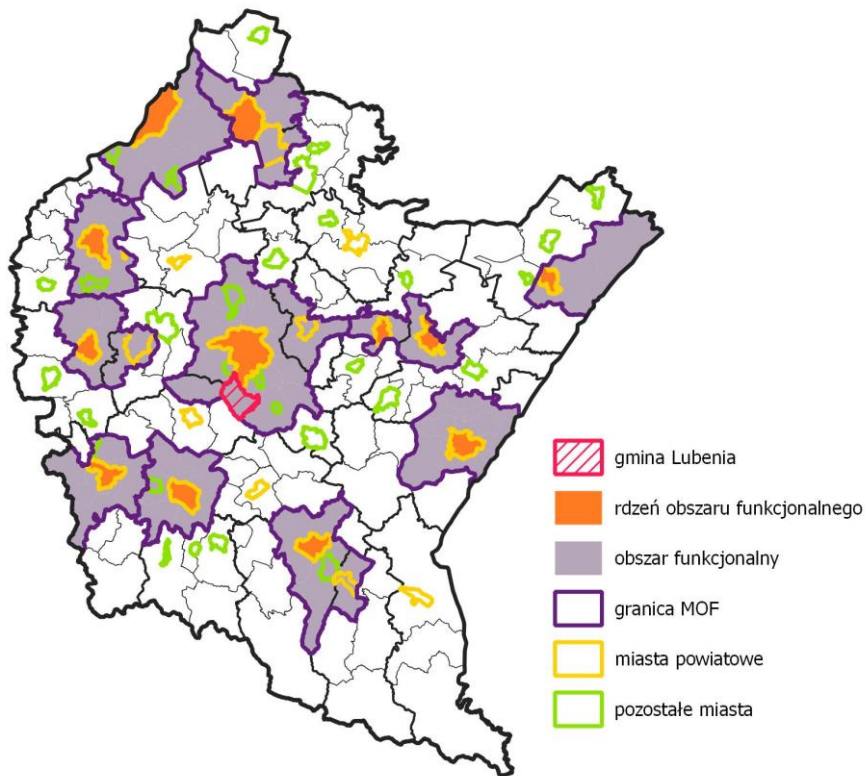 gmina Lubenia
rdzeń obszaru funkcjonalnego
obszar funkcjonalny
granica MOF
miasta powiatowe
pozostałe miasta